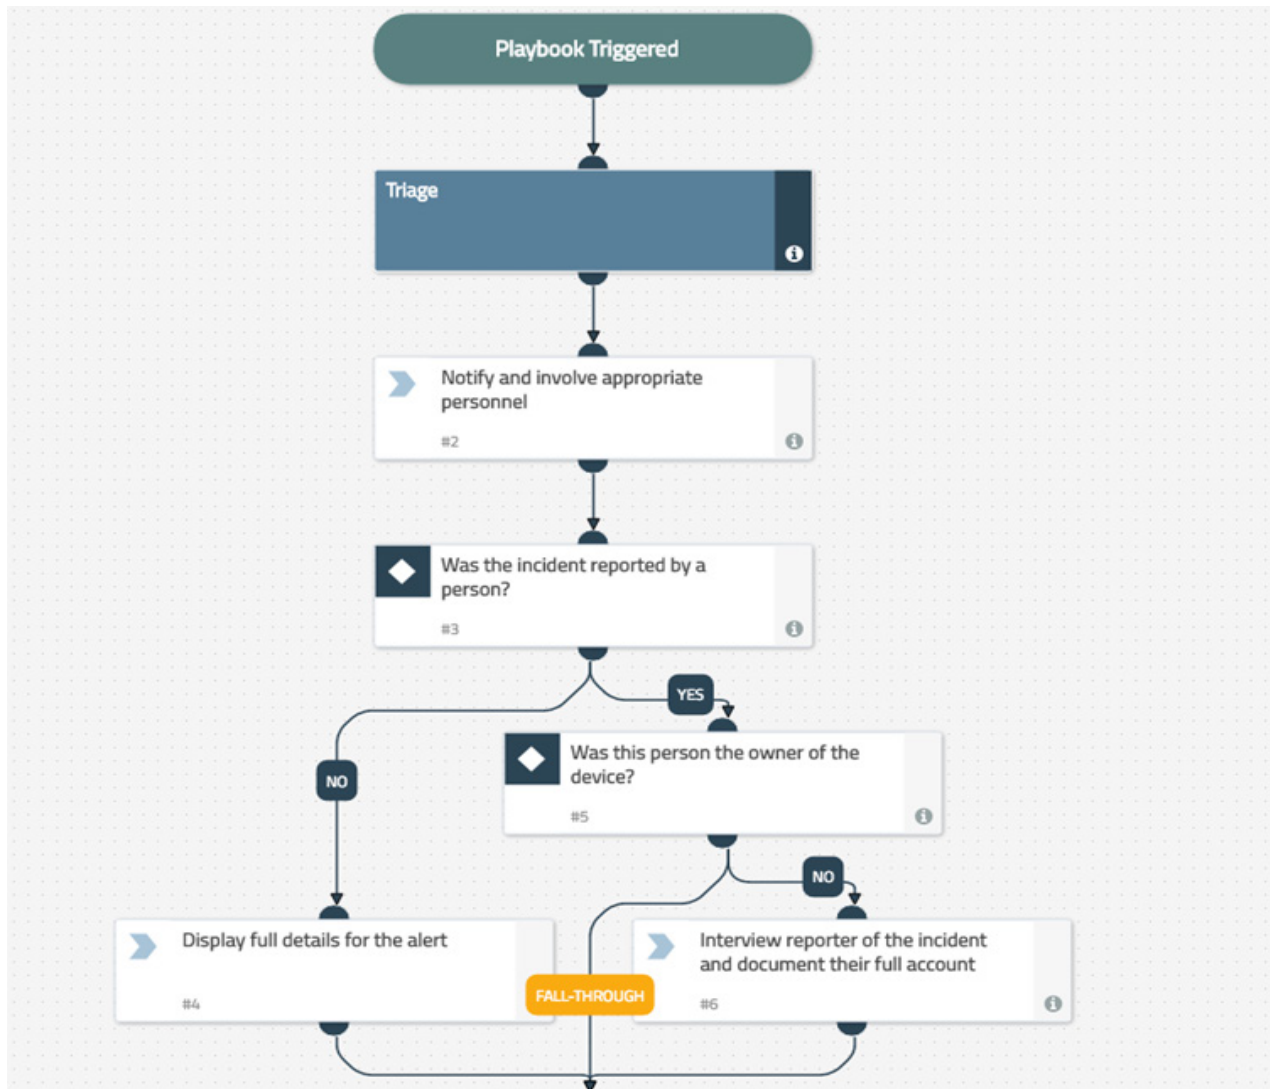 Playbook Triggered
Triage
Notify and involve appropriate
personnel
#2
Was the incident reported by a
person?
#3
YES
Was this person the owner of the
device?
#5
NO
NO
Display full details for the alert
#4
FALL-THROUGH
Interview reporter of the incident
and document their full account
#6